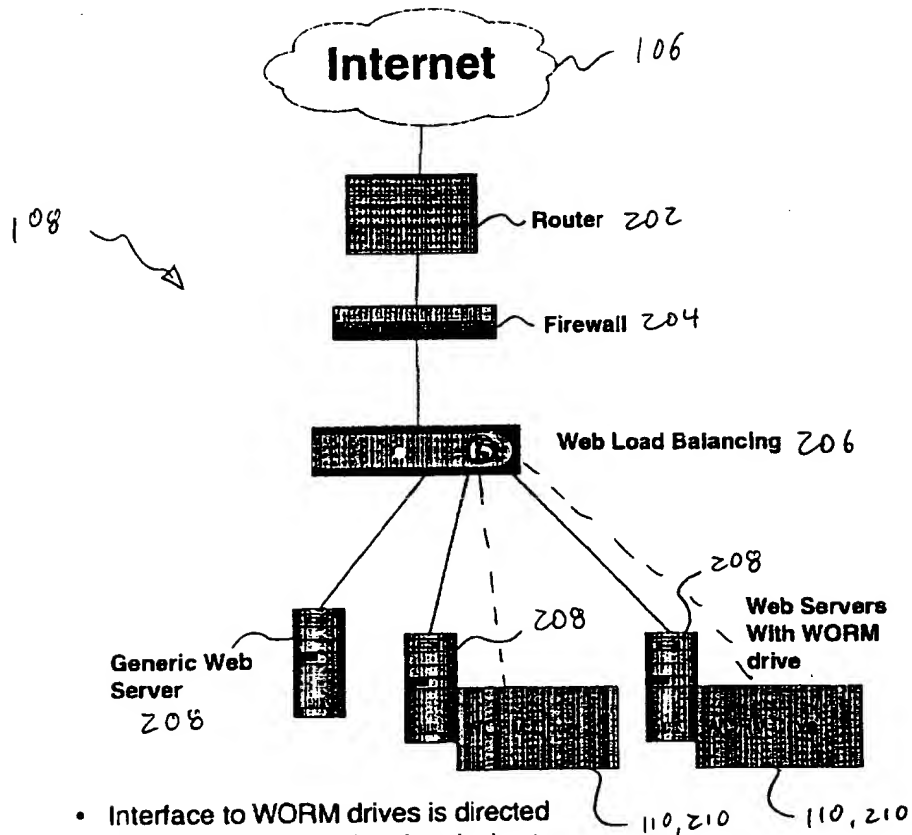 Internet
106
108
Router 202
Firewall 204
Web Load Balancing 206
208
Web Servers
With WORM
drive
208
Generic Web
Server
208
• Interface to WORM drives is directed
110, 210
110, 210